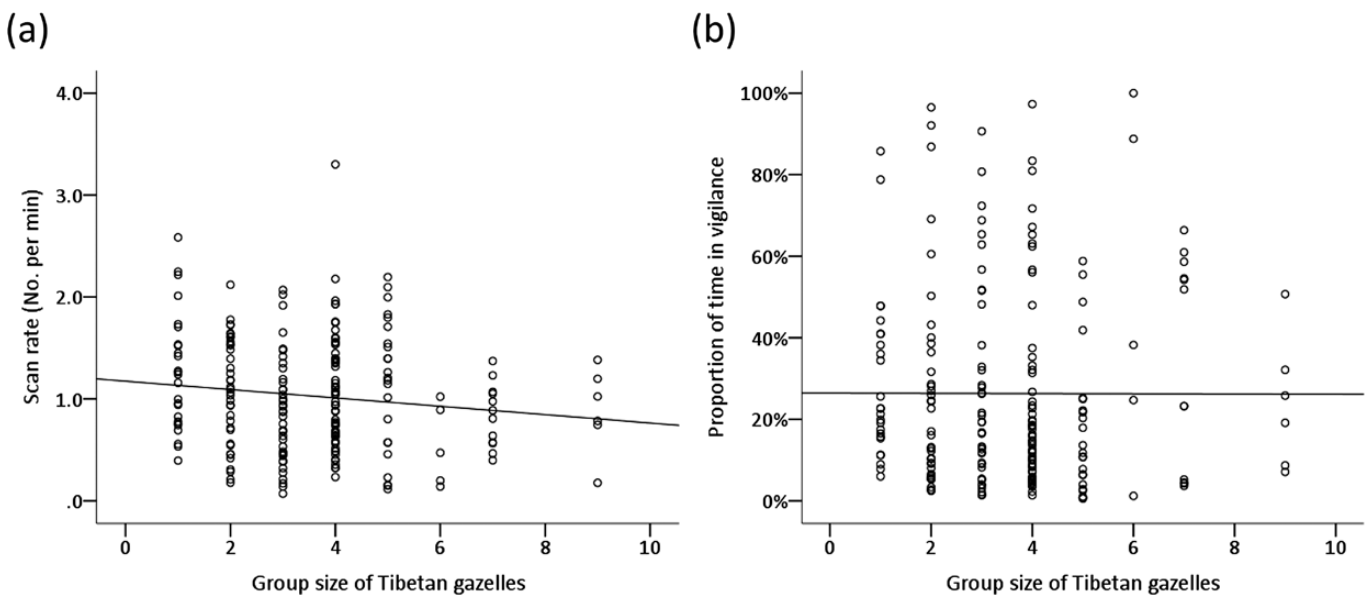 (a)
4.0
3.0
2.0
1.0
.0
Scan rate (No. per min)
0 2 4 6 8 10
Group size of Tibetan gazelles
(b)
100%
80%
60%
40%
20%
0%
Proportion of time in vigilance
0 2 4 6 8 10
Group size of Tibetan gazelles